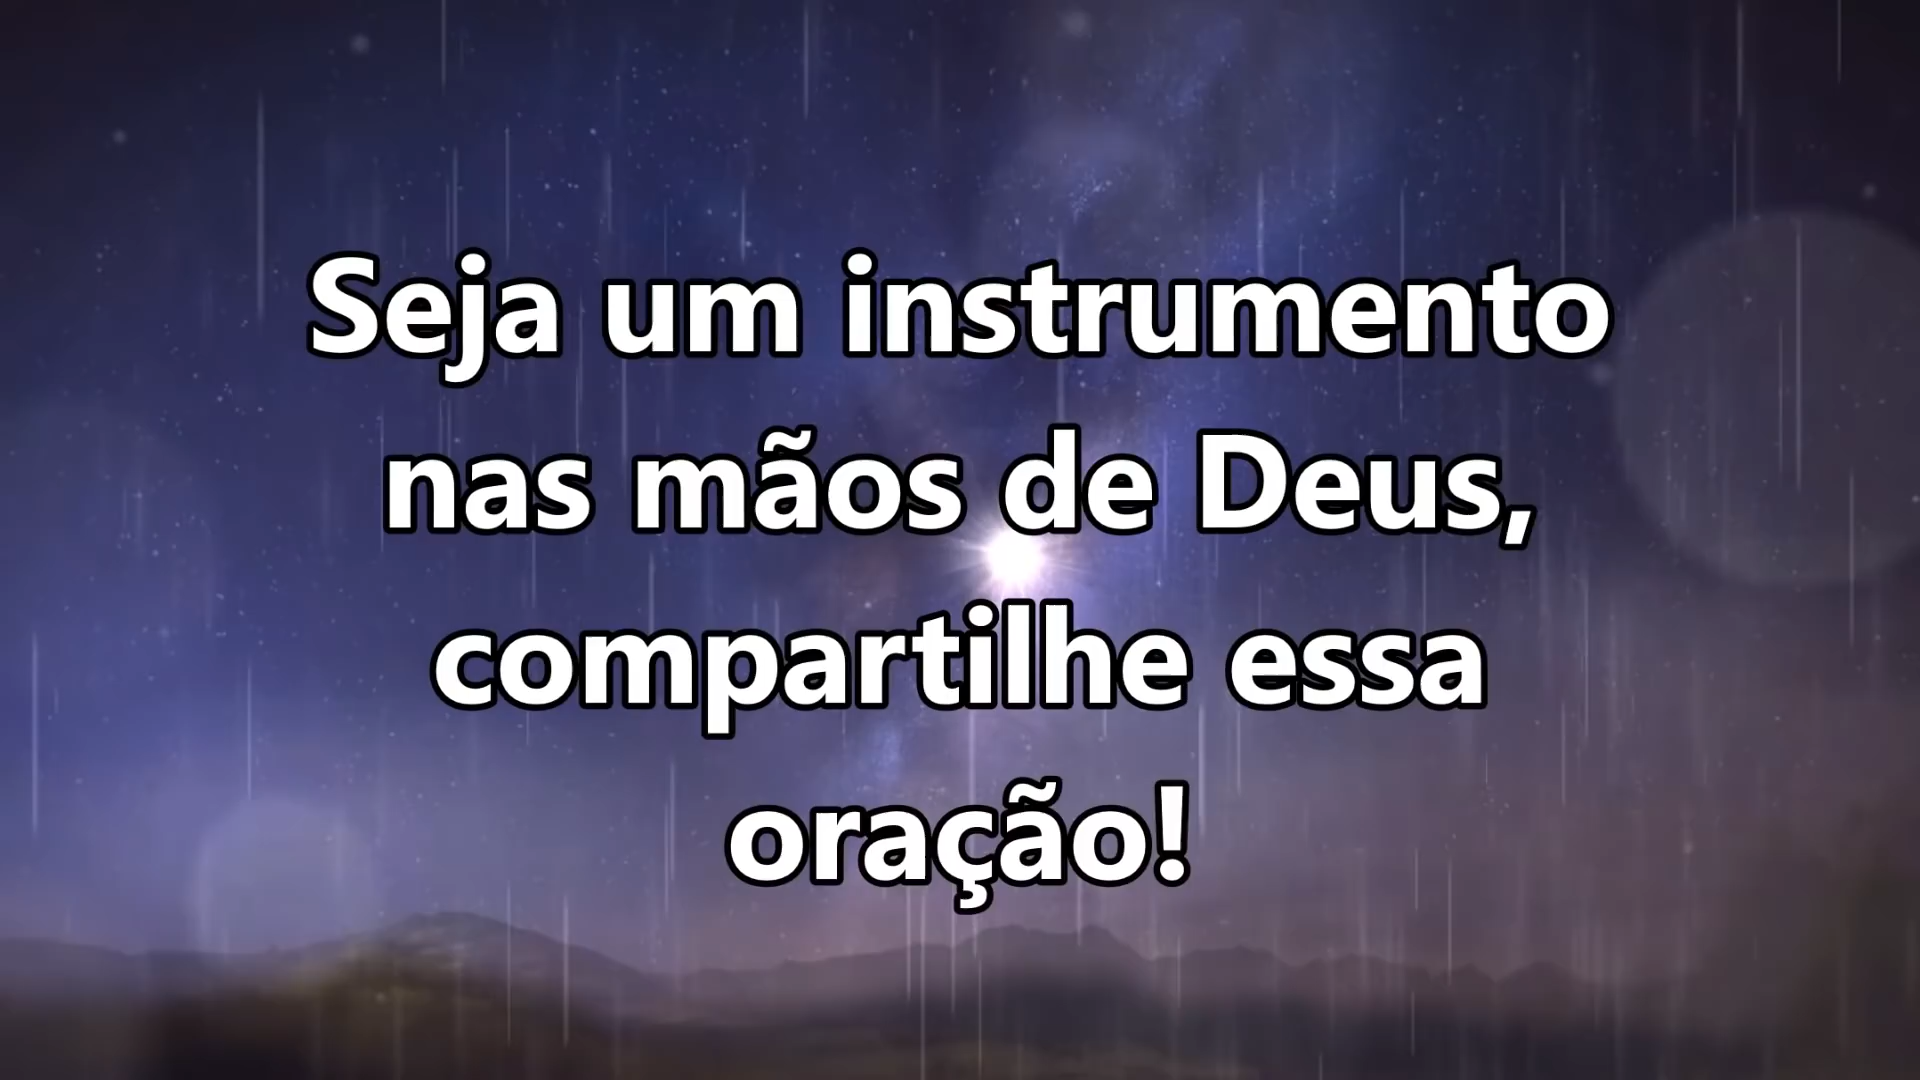 Seja um instrumento
nas mãos de Deus,
compartilhe essa
oração!